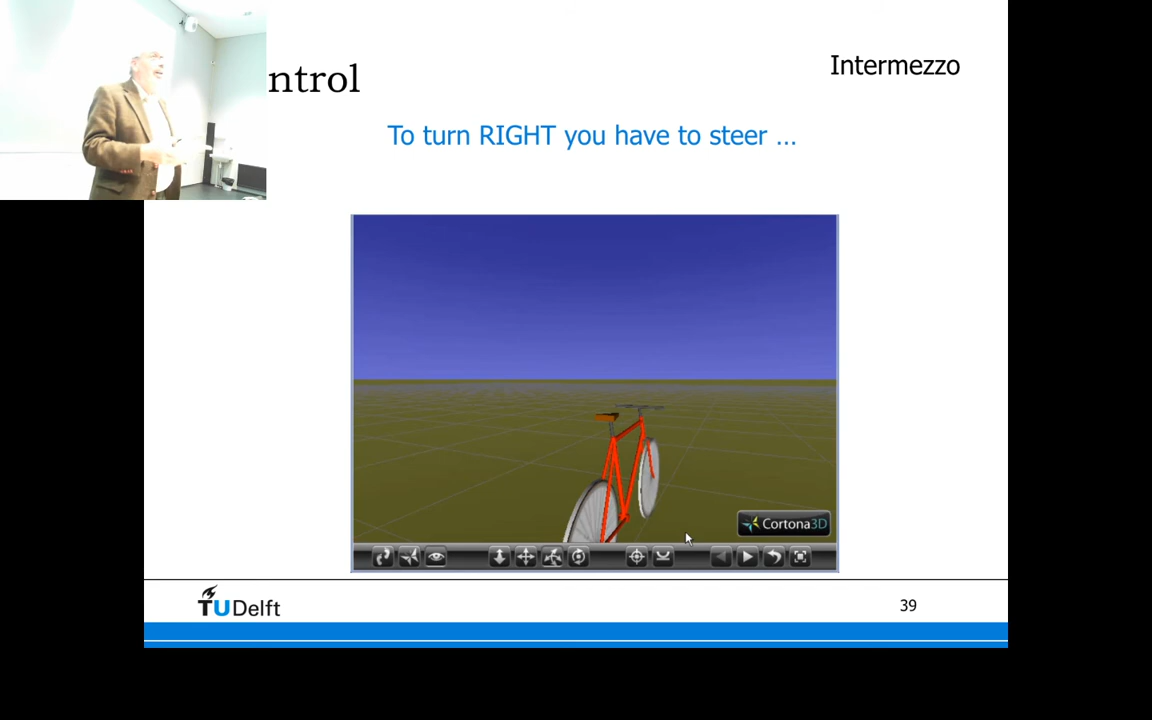 ntrol
Intermezzo
To turn RIGHT you have to steer ...
Cortona3D
TUDelft
39